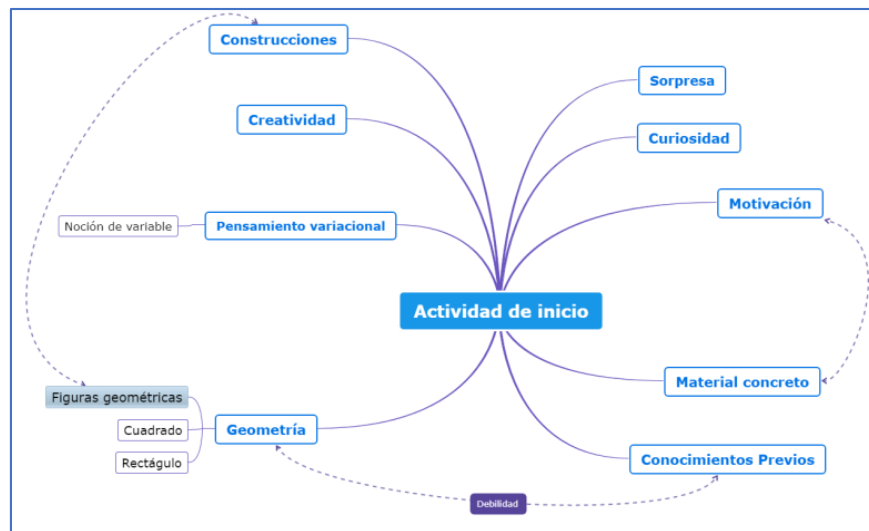 Construcciones
Sorpresa
Creatividad
Curiosidad
Motivación
Noción de variable
Pensamiento variacional
Actividad de inicio
Material concreto
Figuras geométricas
Cuadrado
Geometría
Rectágulo
Conocimientos Previos
Debilidad